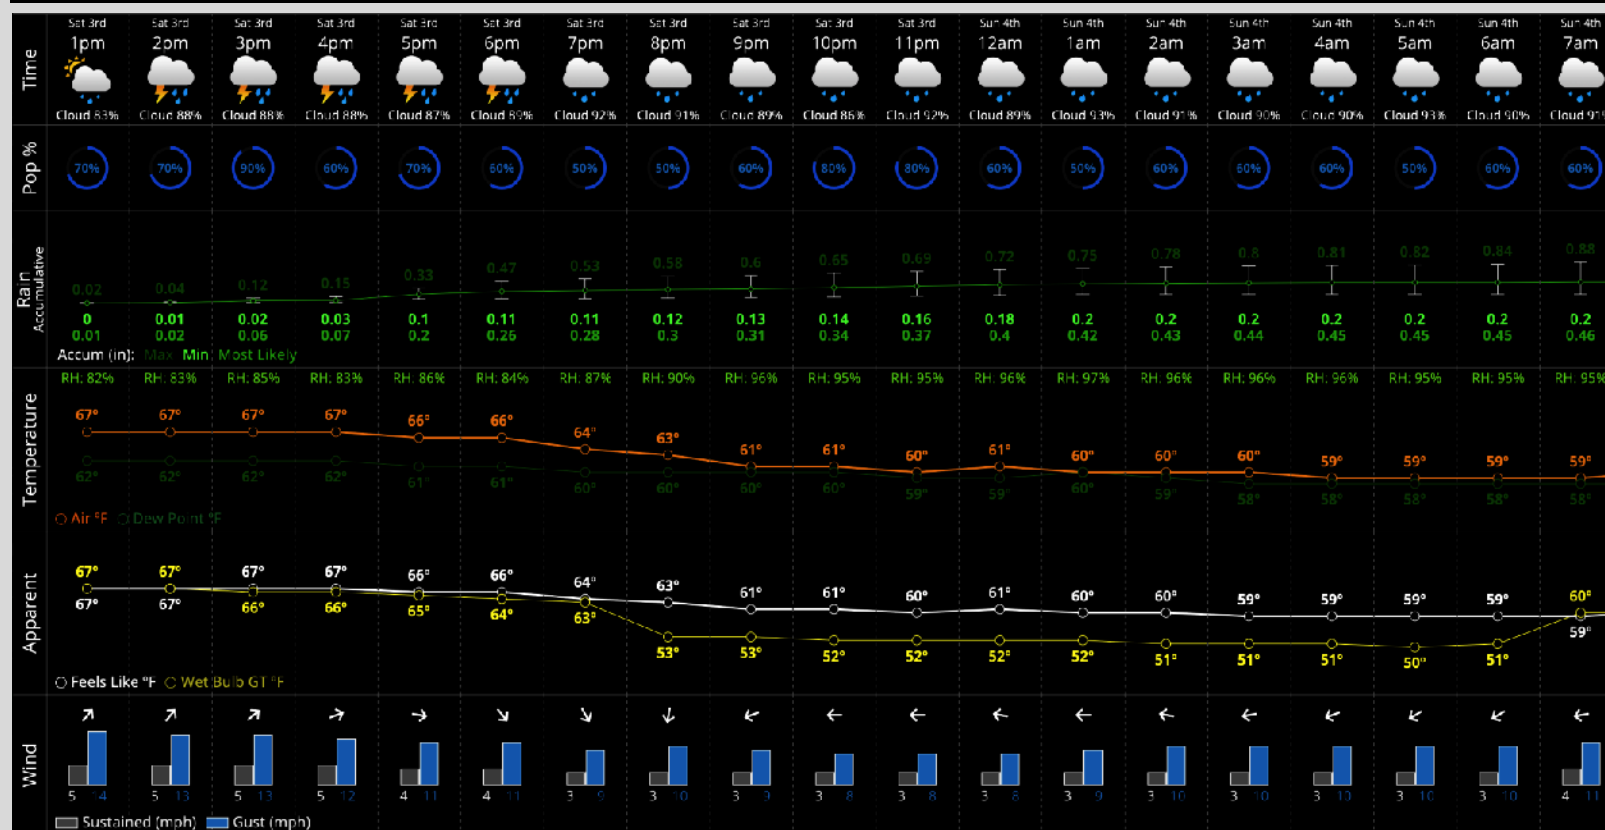 Sat 3rd Sat 3rd Sat 3rd Sat 3rd Sat 3rd Sat 3rd Sat 3rd Sat 3rd Sat 3rd Sat 3rd Sat 3rd Sun 4th Sun 4th Sun 4th Sun 4th Sun 4th Sun 4th Sun 4th Sun 4th
Time 1pm 2pm 3pm 4pm 5pm 6pm 7pm 8pm 9pm 10pm 11pm 12am 1am 2am 3am 4am 5am 6am 7am
Cloud 83% Cloud 88% Cloud 88% Cloud 88% Cloud 87% Cloud 89% Cloud 92% Cloud 91% Cloud 89% Cloud 86% Cloud 92% Cloud 89% Cloud 93% Cloud 91% Cloud 90% Cloud 90% Cloud 93% Cloud 90% Cloud 91%
Pop % 70% 70% 90% 60% 70% 60% 50% 50% 60% 80% 80% 60% 50% 60% 60% 60% 50% 60% 60%
Rain Accumulative
0.02 0.04 0.12 0.15 0.33 0.47 0.53 0.58 0.6 0.65 0.69 0.72 0.75 0.78 0.8 0.81 0.82 0.84 0.88
0 0.01 0.02 0.03 0.1 0.11 0.11 0.12 0.13 0.14 0.16 0.18 0.2 0.2 0.2 0.2 0.2 0.2 0.2
0.01 0.02 0.06 0.07 0.2 0.26 0.28 0.3 0.31 0.34 0.37 0.4 0.42 0.43 0.44 0.45 0.45 0.45 0.46
Accum (in): Max Min Most Likely
RH: 82% RH: 83% RH: 85% RH: 83% RH: 86% RH: 84% RH: 87% RH: 90% RH: 96% RH: 95% RH: 95% RH: 96% RH: 97% RH: 96% RH: 96% RH: 96% RH: 95% RH: 95% RH: 95%
Temperature
67° 67° 67° 67° 66° 66° 64° 63° 61° 61° 60° 61° 60° 60° 60° 59° 59° 59° 59°
62° 62° 62° 62° 61° 61° 60° 60° 60° 60° 59° 59° 60° 59° 58° 58° 58° 58° 58°
Air °F Dew Point °F
Apparent
67° 67° 67° 67° 66° 66° 64° 63° 61° 61° 60° 61° 60° 60° 59° 59° 59° 59° 60°
67° 67° 66° 66° 65° 64° 63° 53° 53° 52° 52° 52° 52° 51° 51° 51° 50° 51° 59°
Feels Like °F Wet Bulb GT °F
Wind
5 14 5 13 5 13 5 12 4 11 4 11 3 9 3 10 3 9 3 8 3 8 3 8 3 9 3 10 3 10 3 10 3 10 3 10 4 11
Sustained (mph) Gust (mph)